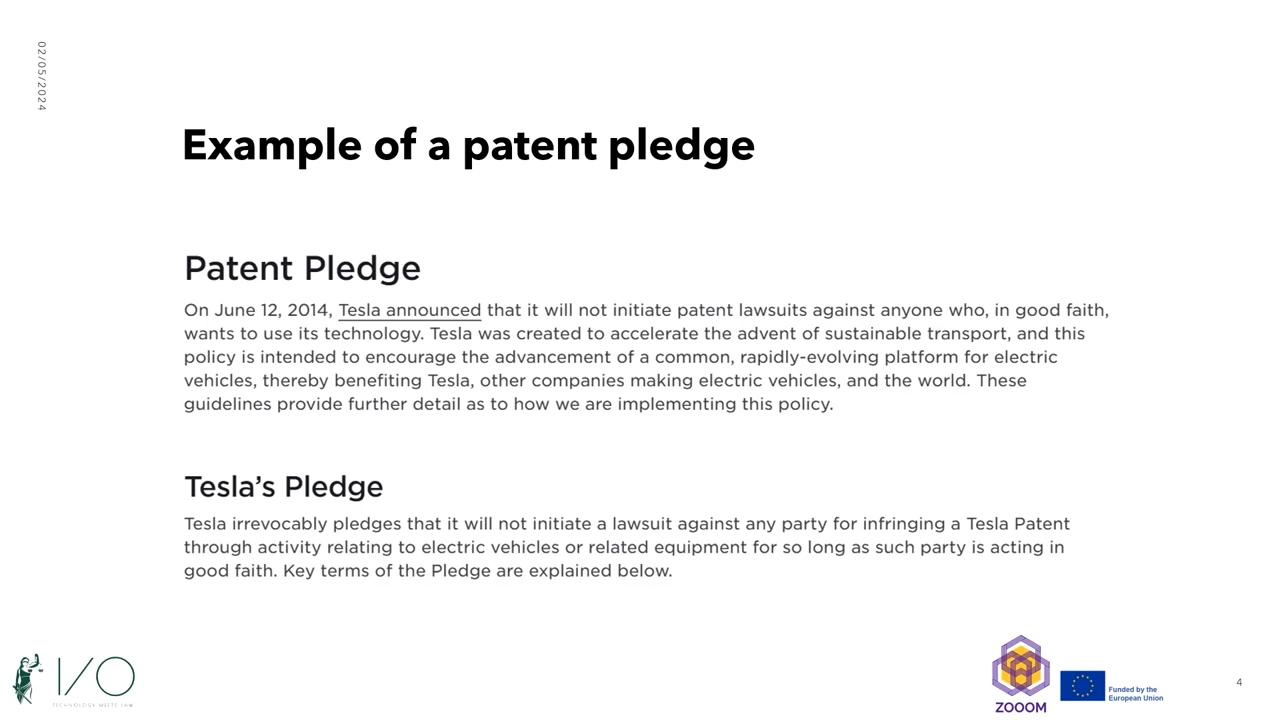 02/05/2024
Example of a patent pledge
Patent Pledge
On June 12, 2014, Tesla announced that it will not initiate patent lawsuits against anyone who, in good faith,
wants to use its technology. Tesla was created to accelerate the advent of sustainable transport, and this
policy is intended to encourage the advancement of a common, rapidly-evolving platform for electric
vehicles, thereby benefiting Tesla, other companies making electric vehicles, and the world. These
guidelines provide further detail as to how we are implementing this policy.
Tesla’s Pledge
Tesla irrevocably pledges that it will not initiate a lawsuit against any party for infringing a Tesla Patent
through activity relating to electric vehicles or related equipment for so long as such party is acting in
good faith. Key terms of the Pledge are explained below.
I/O
TECHNOLOGY MEETS LAW
ZOOOM
Funded by the
European Union
4